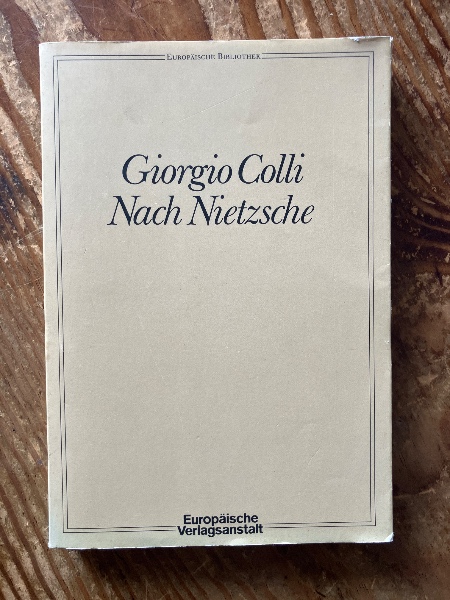 EUROPÄISCHE BIBLIOTHEK
Giorgio Colli
Nach Nietzsche
Europäische
Verlagsanstalt